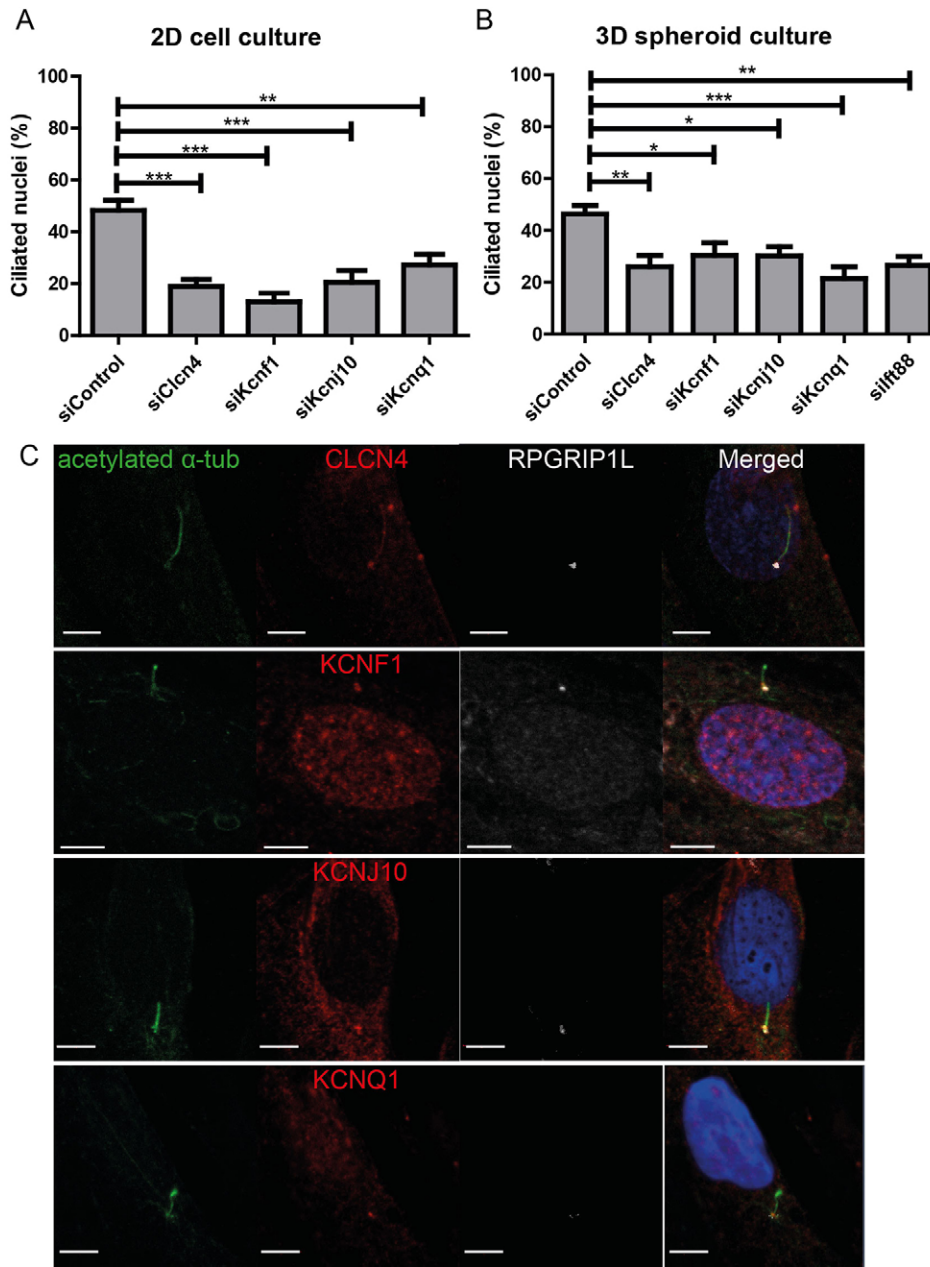 A
2D cell culture
Ciliated nuclei (%)
100
80
60
40
20
0
**
***
***
***
siControl
siClcn4
siKcnf1
siKcnj10
siKcnq1
B
3D spheroid culture
Ciliated nuclei (%)
100
80
60
40
20
0
**
***
*
*
**
siControl
siClcn4
siKcnf1
siKcnj10
siKcnq1
siIft88
C
acetylated α-tub CLCN4 RPGRIP1L Merged
KCNF1
KCNJ10
KCNQ1